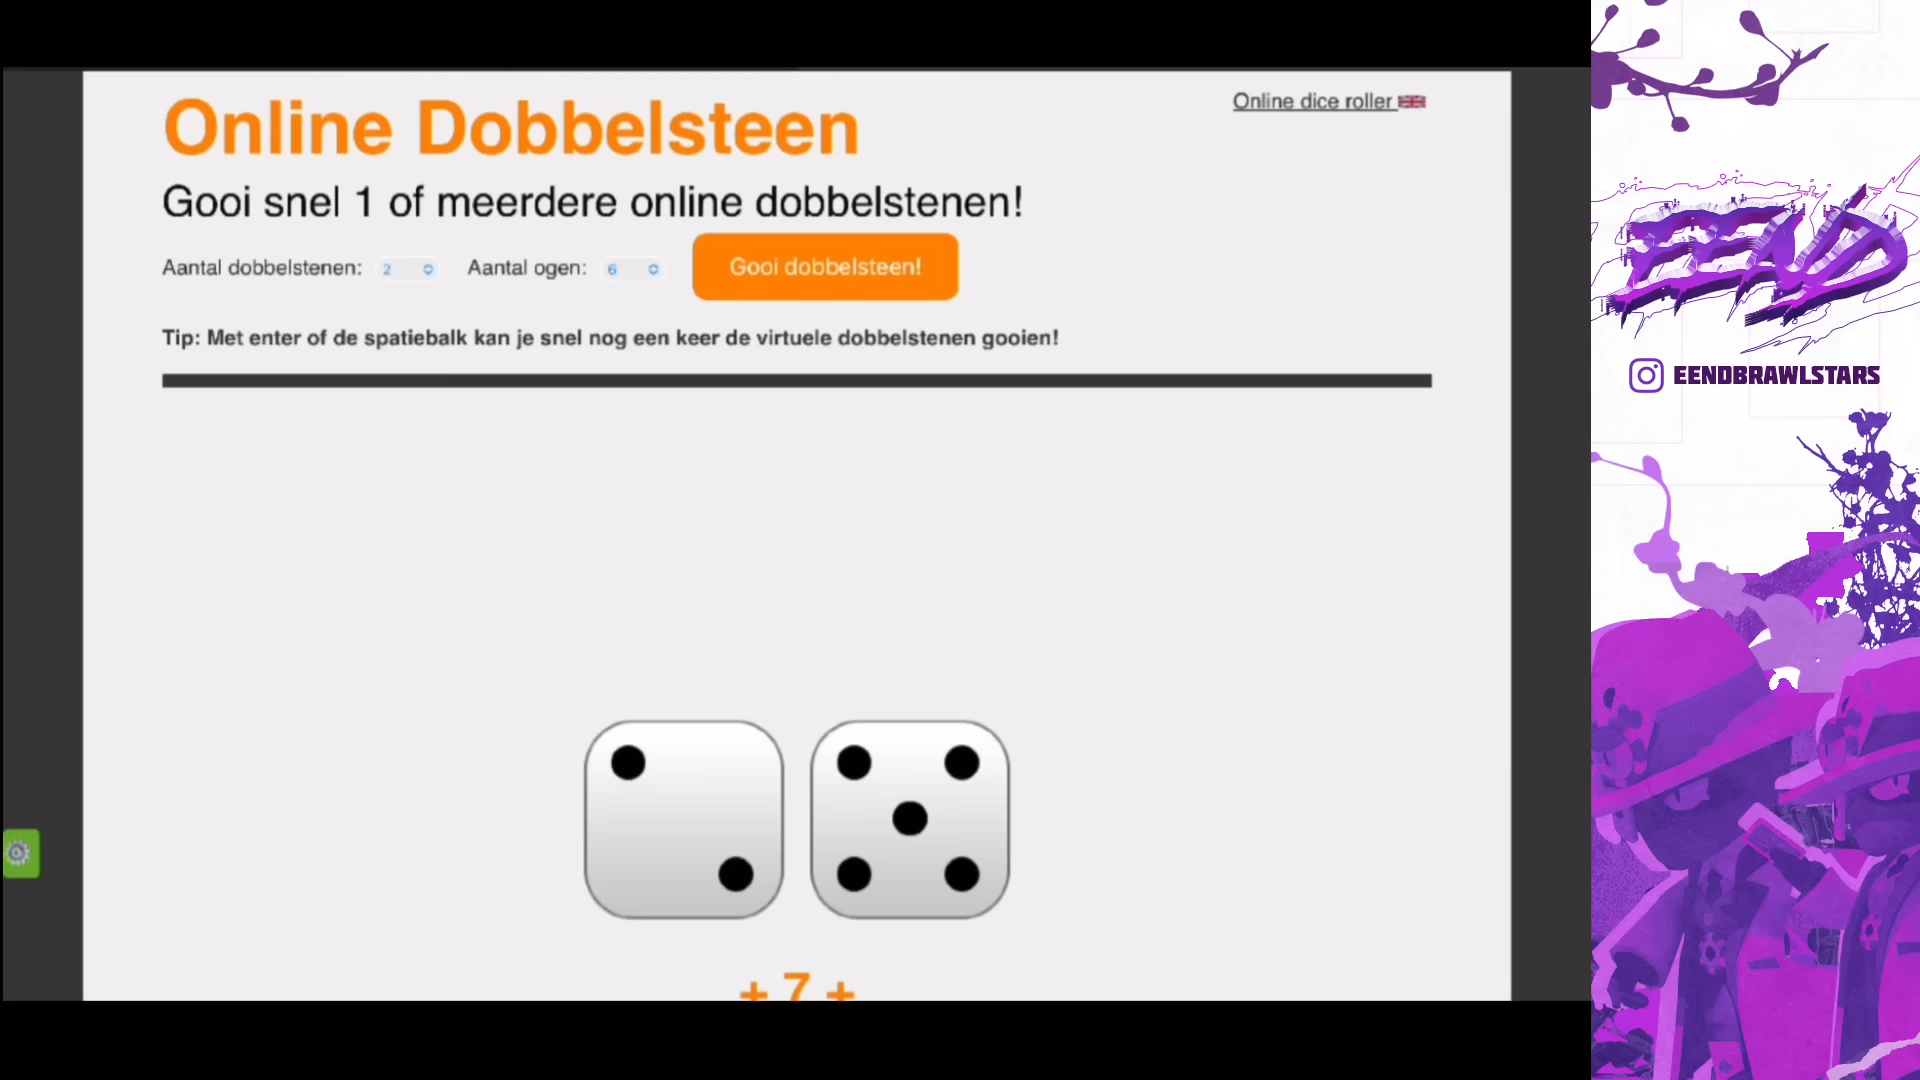 Online Dobbelsteen
Online dice roller
Gooi snel 1 of meerdere online dobbelstenen!
Aantal dobbelstenen: 2 Aantal ogen: 6 Gooi dobbelsteen!
Tip: Met enter of de spatiebalk kan je snel nog een keer de virtuele dobbelstenen gooien!
+ 7 +
EEND
EENDBRAWLSTARS